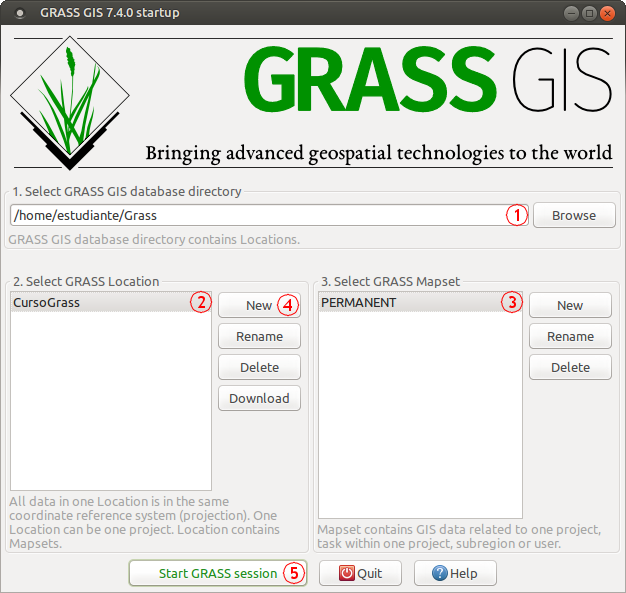 GRASS GIS 7.4.0 startup
GRASS GIS
Bringing advanced geospatial technologies to the world
1. Select GRASS GIS database directory
/home/estudiante/Grass 1 Browse
GRASS GIS database directory contains Locations.
2. Select GRASS Location
CursoGrass 2
New 4
Rename
Delete
Download
All data in one Location is in the same
coordinate reference system (projection). One
Location can be one project. Location contains
Mapsets.
3. Select GRASS Mapset
PERMANENT 3
New
Rename
Delete
Mapset contains GIS data related to one project,
task within one project, subregion or user.
Start GRASS session 5 Quit Help